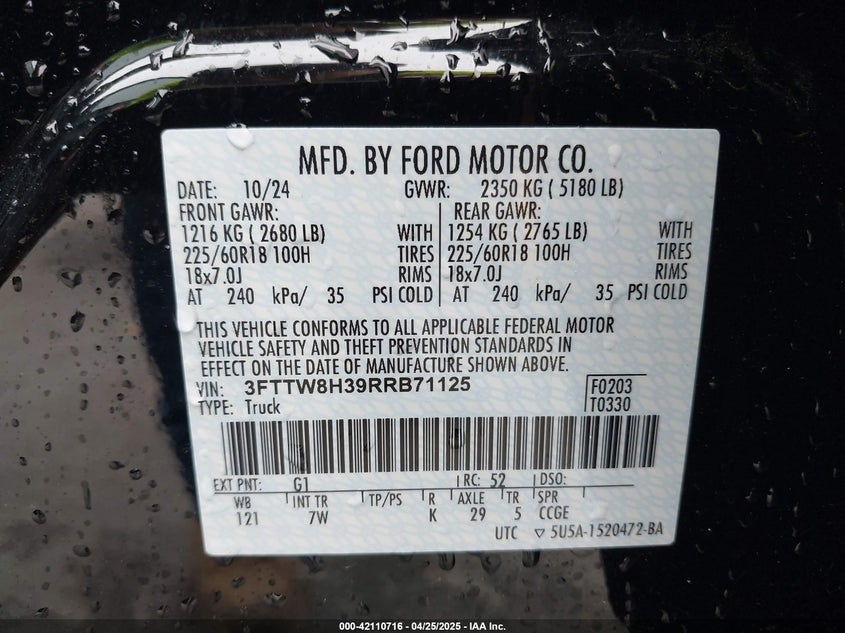 MFD. BY FORD MOTOR CO.
DATE: 10/24 GVWR: 2350 KG ( 5180 LB)
FRONT GAWR: REAR GAWR:
1216 KG ( 2680 LB) WITH 1254 KG ( 2765 LB) WITH
225/60R18 100H TIRES 225/60R18 100H TIRES
18x7.0J RIMS 18x7.0J RIMS
AT 240 kPa/ 35 PSI COLD AT 240 kPa/ 35 PSI COLD
THIS VEHICLE CONFORMS TO ALL APPLICABLE FEDERAL MOTOR
VEHICLE SAFETY AND THEFT PREVENTION STANDARDS IN
EFFECT ON THE DATE OF MANUFACTURE SHOWN ABOVE.
VIN: 3FTTW8H39RRB71125 F0203
TYPE: Truck T0330
EXT PNT: G1 RC: 52 DSO:
WB INT TR TP/PS R AXLE TR SPR
121 7W K 29 5 CCGE
UTC ▽ 5U5A-1520472-BA
000-42110716 - 04/25/2025 - IAA Inc.